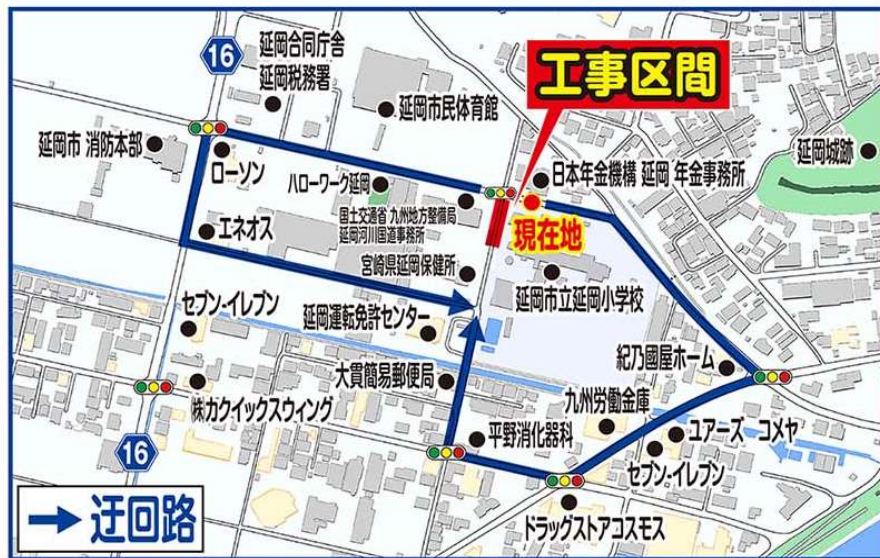 16
延岡合同庁舎
延岡税務署
延岡市民体育館
工事区間
延岡市 消防本部
ローソン
ハローワーク延岡
日本年金機構 延岡 年金事務所
延岡城跡
国土交通省 九州地方整備局
延岡河川国道事務所
現在地
エネオス
宮崎県延岡保健所
延岡市立延岡小学校
セブン-イレブン
延岡運転免許センター
紀乃國屋ホーム
大貫簡易郵便局
九州労働金庫
㈱カクイックスウィング
平野消化器科
ユアーズ コメヤ
16
セブン-イレブン
迂回路
ドラッグストアコスモス